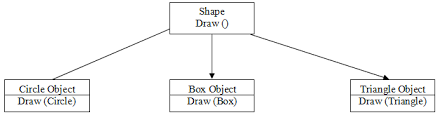 Shape
Draw ()
Circle Object
Draw (Circle)
Box Object
Draw (Box)
Triangle Object
Draw (Triangle)